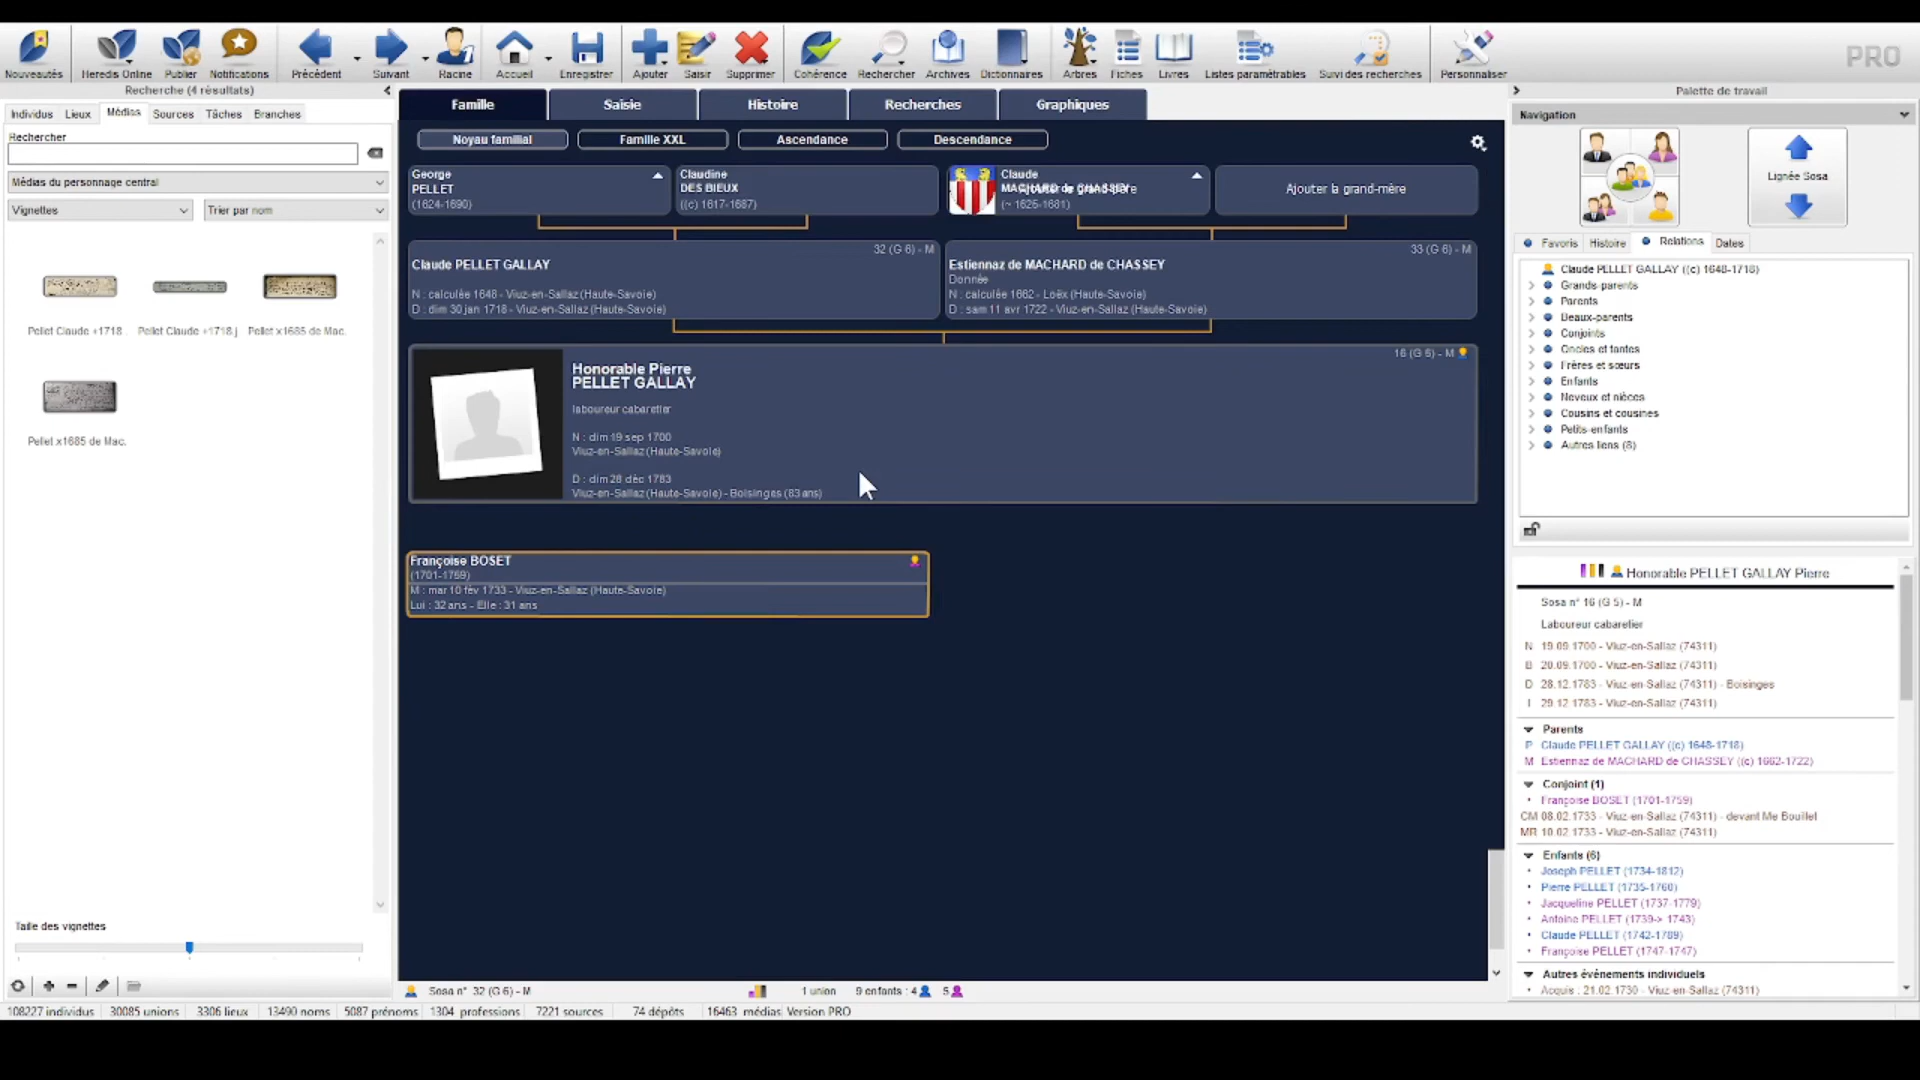 Nouveautés
Heredis Online
Publier
Notifications
Précédent
Suivant
Racine
Accueil
Enregistrer
Ajouter
Saisir
Supprimer
Cohérence
Rechercher
Archives
Dictionnaires
Arbres
Fiches
Livres
Listes paramétrables
Suivi des recherches
Personnaliser
PRO
Recherche (4 résultats)
Individus
Lieux
Médias
Sources
Tâches
Branches
Rechercher
Médias du personnage central
Vignettes
Trier par nom
Pellet Claude +1718
Pellet Claude +1718 j
Pellet x1685 de Mac.
Pellet x1685 de Mac.
Taille des vignettes
Famille
Saisie
Histoire
Recherches
Graphiques
Noyau familial
Famille XXL
Ascendance
Descendance
George
PELLET
(1624-1690)
Claudine
DES BIEUX
((c) 1617-1687)
Claude
MACHARD de CHASSEY
(~ 1625-1681)
Ajouter la grand-mère
32 (G 6) - M
Claude PELLET GALLAY
N : calculée 1648 - Viuz-en-Sallaz (Haute-Savoie)
D : dim 30 jan 1718 - Viuz-en-Sallaz (Haute-Savoie)
33 (G 6) - M
Estiennaz de MACHARD de CHASSEY
Donnée
N : calculée 1662 - Loëx (Haute-Savoie)
D : sam 11 avr 1722 - Viuz-en-Sallaz (Haute-Savoie)
16 (G 5) - M
Honorable Pierre
PELLET GALLAY
laboureur cabaretier
N : dim 19 sep 1700
Viuz-en-Sallaz (Haute-Savoie)
D : dim 28 déc 1783
Viuz-en-Sallaz (Haute-Savoie) - Boisinges (83 ans)
Françoise BOSET
(1701-1759)
M : mar 10 fév 1733 - Viuz-en-Sallaz (Haute-Savoie)
Lui : 32 ans - Elle : 31 ans
Sosa n° 32 (G 6) - M
1 union
9 enfants : 4
5
Palette de travail
Navigation
Lignée Sosa
Favoris
Histoire
Relations
Dates
Claude PELLET GALLAY ((c) 1648-1718)
Grands-parents
Parents
Beaux-parents
Conjoints
Oncles et tantes
Frères et sœurs
Enfants
Neveux et nièces
Cousins et cousines
Petits-enfants
Autres liens (8)
Honorable PELLET GALLAY Pierre
Sosa n° 16 (G 5) - M
Laboureur cabaretier
N 19.09.1700 - Viuz-en-Sallaz (74311)
B 20.09.1700 - Viuz-en-Sallaz (74311)
D 28.12.1783 - Viuz-en-Sallaz (74311) - Boisinges
I 29.12.1783 - Viuz-en-Sallaz (74311)
Parents
P Claude PELLET GALLAY ((c) 1648-1718)
M Estiennaz de MACHARD de CHASSEY ((c) 1662-1722)
Conjoint (1)
Françoise BOSET (1701-1759)
CM 08.02.1733 - Viuz-en-Sallaz (74311) - devant Me Bouillet
MR 10.02.1733 - Viuz-en-Sallaz (74311)
Enfants (6)
Joseph PELLET (1734-1812)
Pierre PELLET (1735-1760)
Jacqueline PELLET (1737-1779)
Antoine PELLET (1739-> 1743)
Claude PELLET (1742-1789)
Françoise PELLET (1747-1747)
Autres événements individuels
Acquis : 21.02.1730 - Viuz-en-Sallaz (74311)
108227 individus
30085 unions
3306 lieux
13490 noms
5087 prénoms
1304 professions
7221 sources
74 dépôts
16463 médias
Version PRO